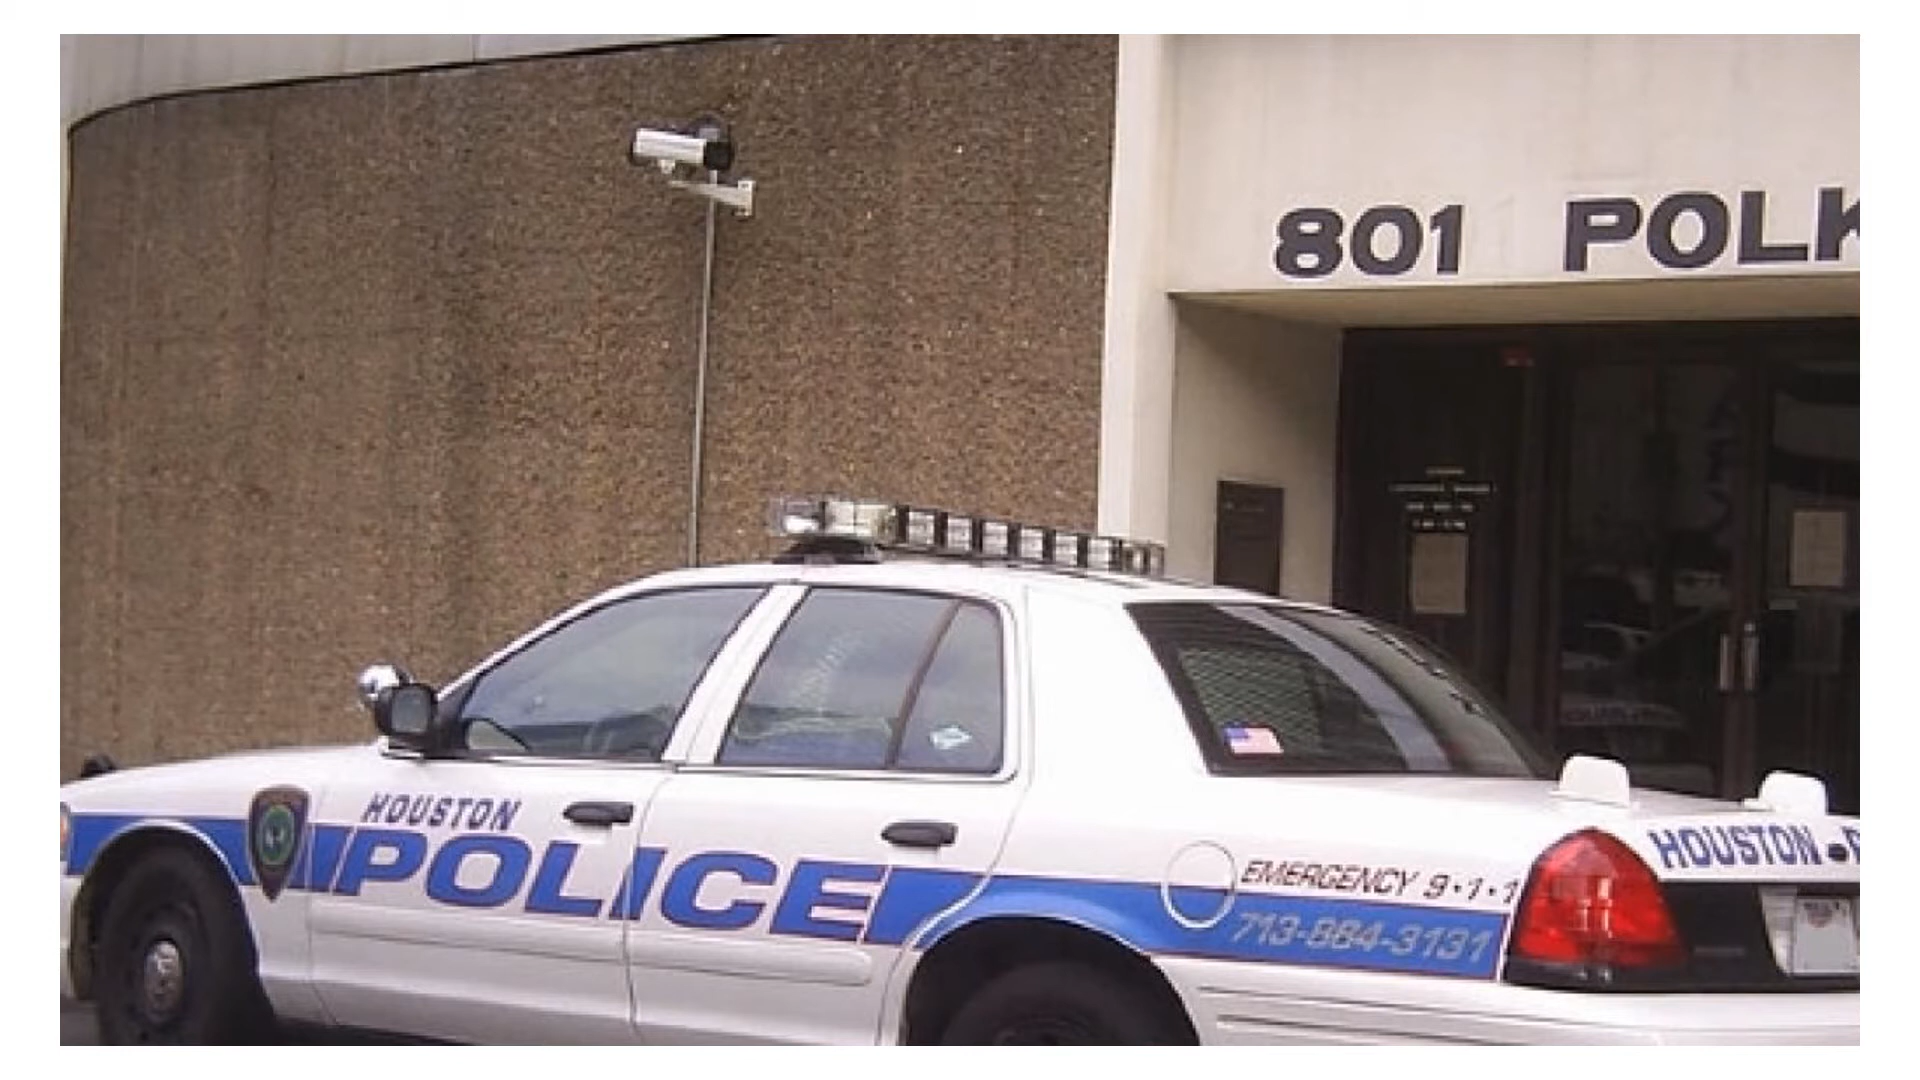 801 POLK
HOUSTON
POLICE
EMERGENCY 9•1•1
713-884-3131
HOUSTON